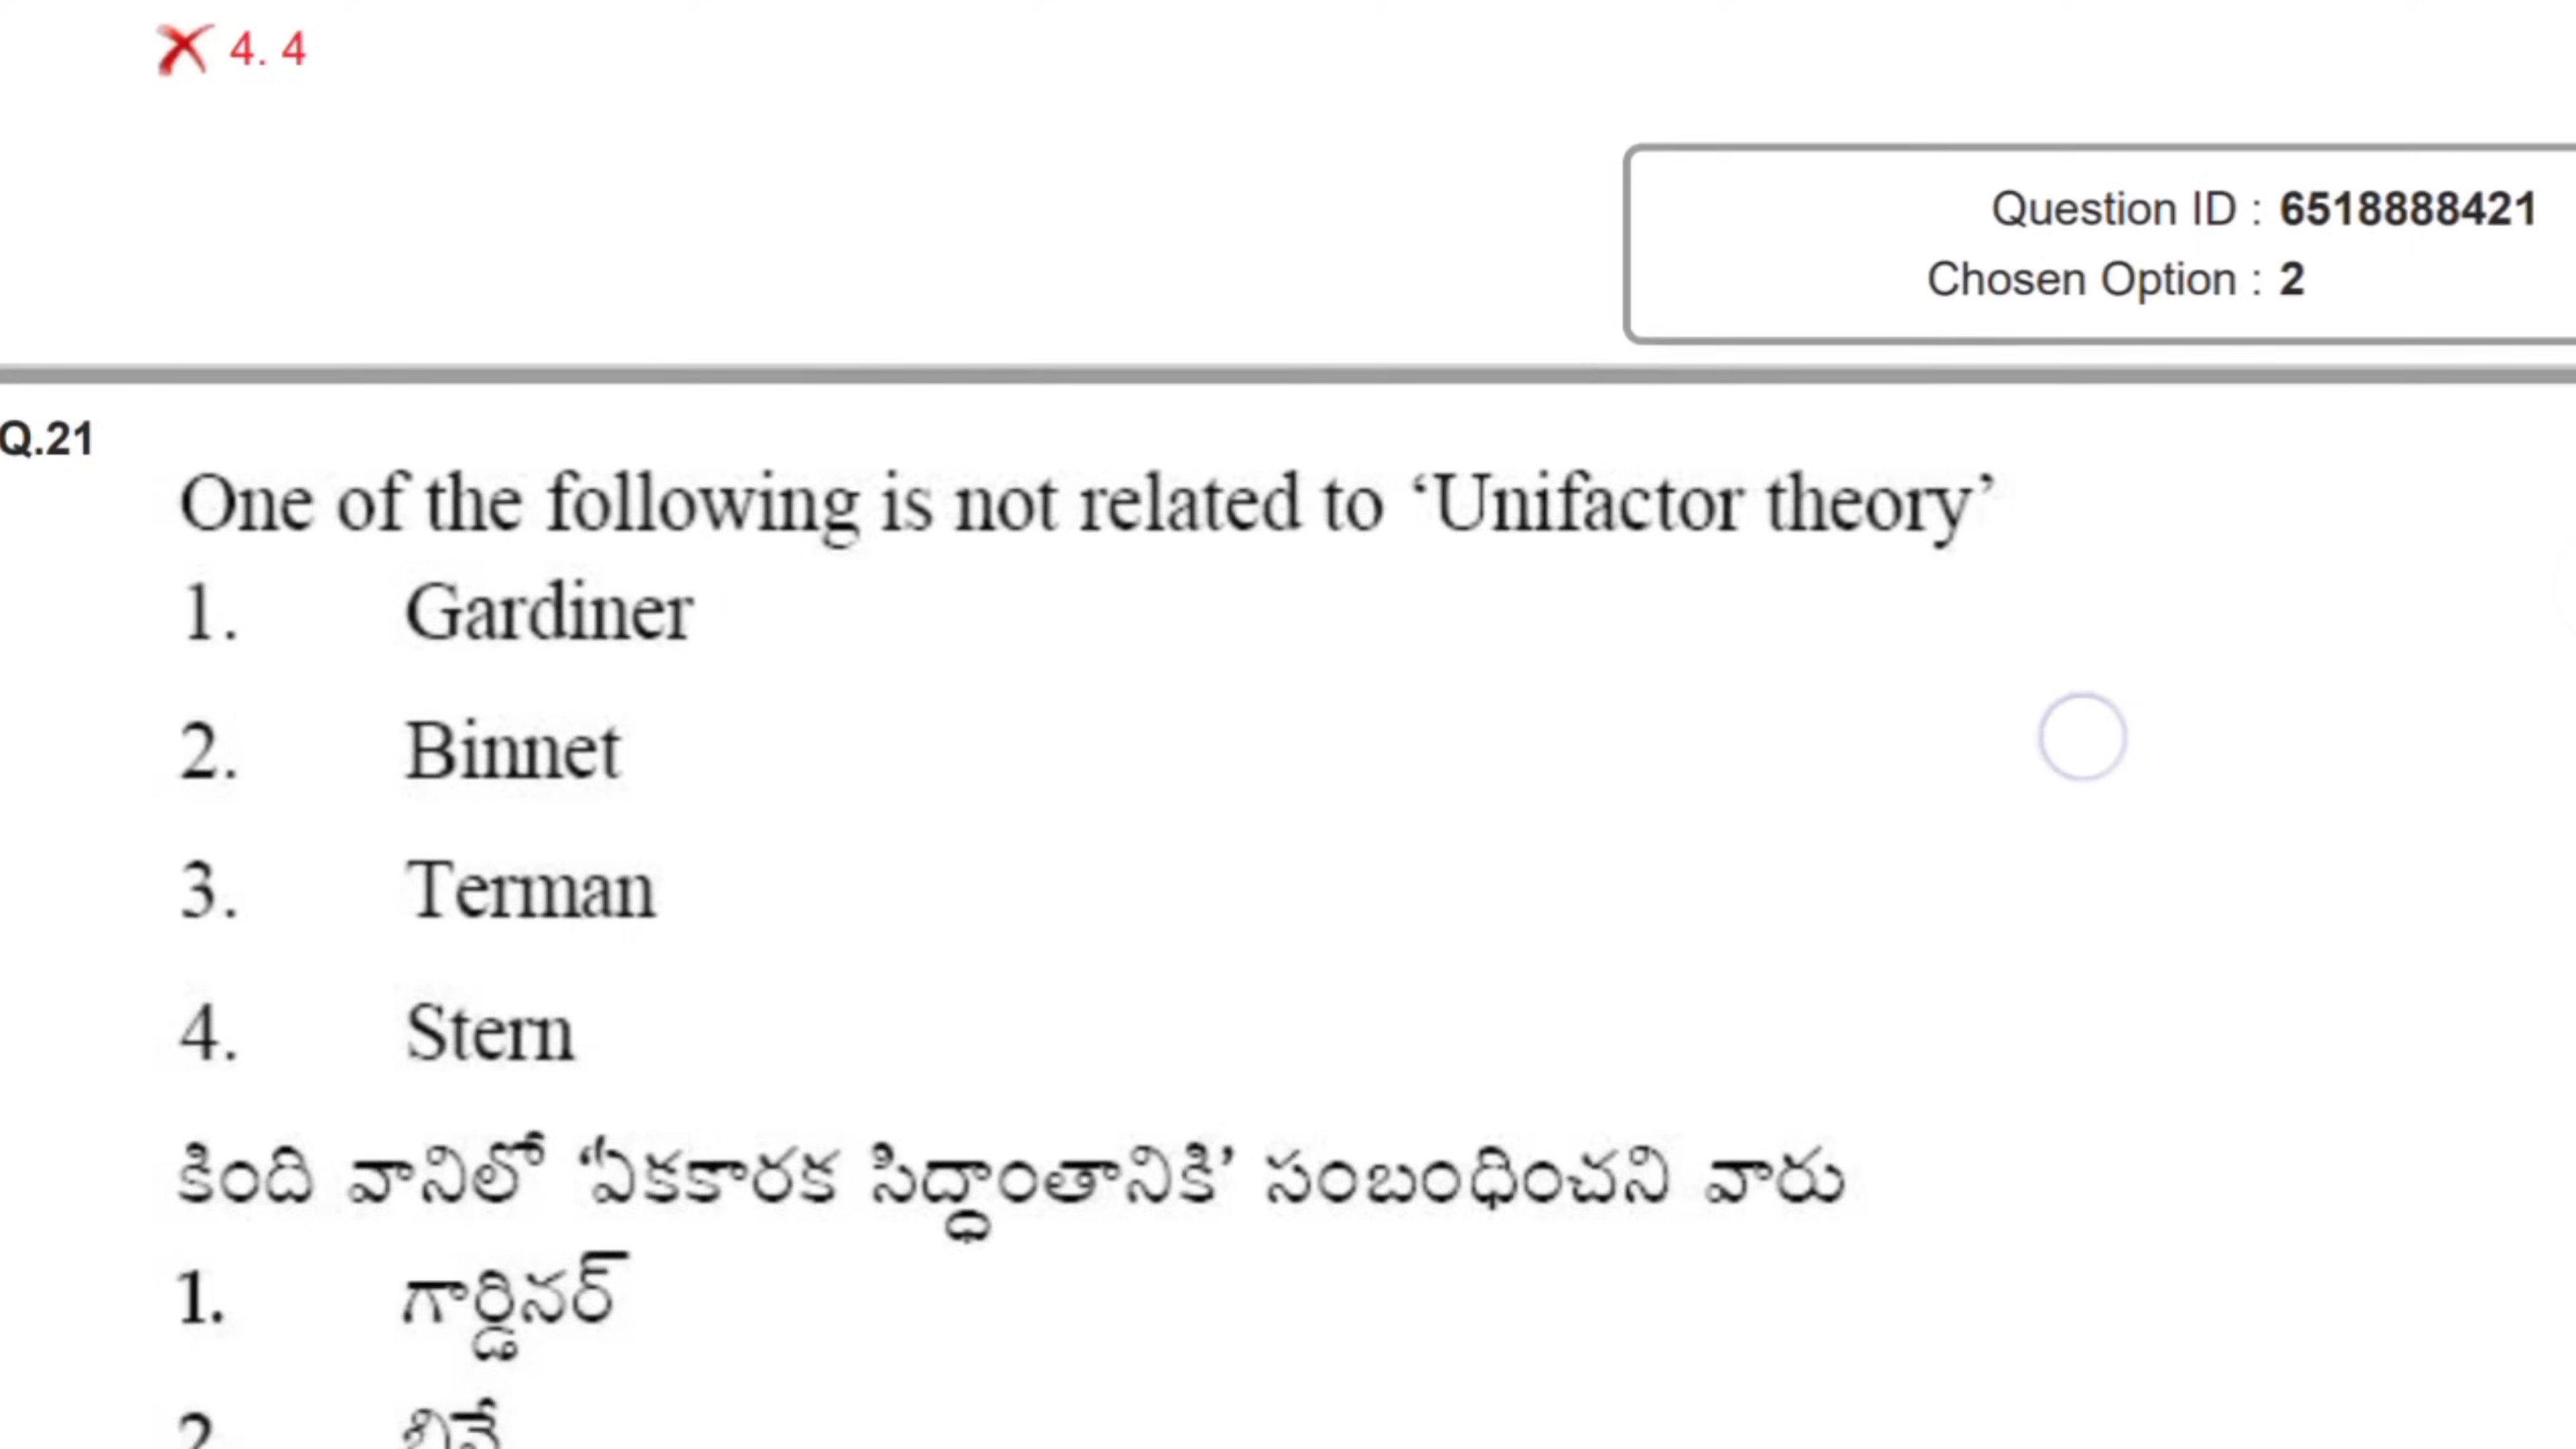 4. 4
Question ID : 6518888421
Chosen Option : 2
Q.21
One of the following is not related to ‘Unifactor theory’
1. Gardiner
2. Binnet
3. Terman
4. Stern
కింది వానిలో ‘ఏకకారక సిద్ధాంతానికి’ సంబంధించని వారు
1. గార్డినర్
2. బినే